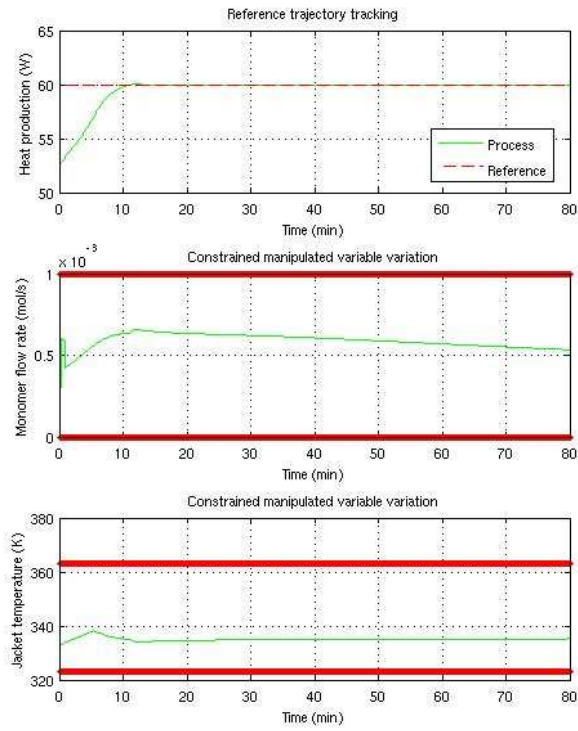 Reference trajectory tracking
Heat production (W)
65
60
55
50
Process
Reference
0 10 20 30 40 50 60 70 80
Time (min)
Constrained manipulated variable variation
× 10⁻³
Monomer flow rate (mol/s)
1
0.5
0
0 10 20 30 40 50 60 70 80
Time (min)
Constrained manipulated variable variation
Jacket temperature (K)
380
360
340
320
0 10 20 30 40 50 60 70 80
Time (min)